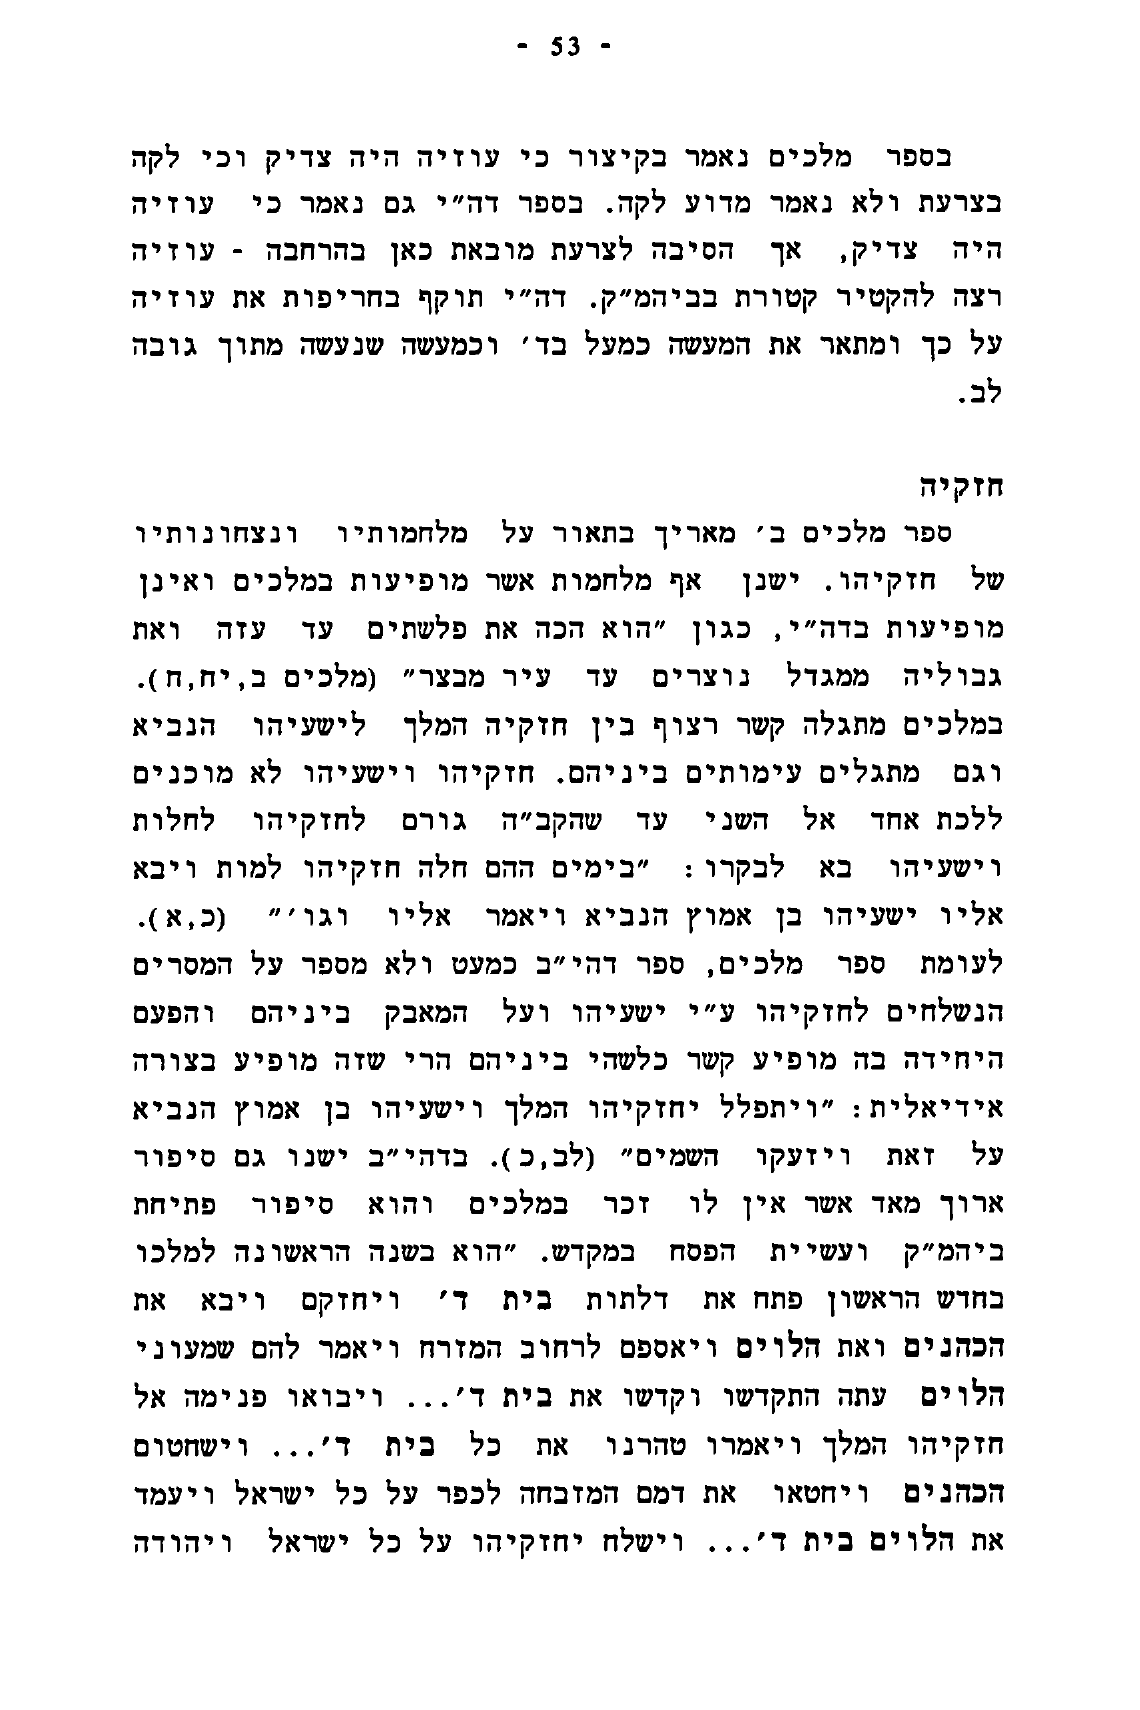 - 53 -
בספר מלכים נאמר בקיצור כי עוזיה היה צדיק וכי לקה
בצרעת ולא נאמר מדוע לקה. בספר דה"י גם נאמר כי עוזיה
היה צדיק, אך הסיבה לצרעת מובאת כאן בהרחבה - עוזיה
רצה להקטיר קטורת בביהמ"ק. דה"י תוקף בחריפות את עוזיה
על כך ומתאר את המעשה כמעל בד' וכמעשה שנעשה מתוך גובה
לב.
חזקיה
ספר מלכים ב' מאריך בתאור על מלחמותיו ונצחונותיו
של חזקיהו. ישנן אף מלחמות אשר מופיעות במלכים ואינן
מופיעות בדה"י, כגון "הוא הכה את פלשתים עד עזה ואת
גבוליה ממגדל נוצרים עד עיר מבצר" (מלכים ב,יח,ח).
במלכים מתגלה קשר רצוף בין חזקיה המלך לישעיהו הנביא
וגם מתגלים עימותים ביניהם. חזקיהו וישעיהו לא מוכנים
ללכת אחד אל השני עד שהקב"ה גורם לחזקיהו לחלות
וישעיהו בא לבקרו: "בימים ההם חלה חזקיהו למות ויבא
אליו ישעיהו בן אמוץ הנביא ויאמר אליו וגו'" (כ,א).
לעומת ספר מלכים, ספר דהי"ב כמעט ולא מספר על המסרים
הנשלחים לחזקיהו ע"י ישעיהו ועל המאבק ביניהם והפעם
היחידה בה מופיע קשר כלשהי ביניהם הרי שזה מופיע בצורה
אידיאלית: "ויתפלל יחזקיהו המלך וישעיהו בן אמוץ הנביא
על זאת ויזעקו השמים" (לב,כ). בדהי"ב ישנו גם סיפור
ארוך מאד אשר אין לו זכר במלכים והוא סיפור פתיחת
ביהמ"ק ועשיית הפסח במקדש. "הוא בשנה הראשונה למלכו
בחדש הראשון פתח את דלתות בית ד' ויחזקם ויבא את
הכהנים ואת הלוים ויאספם לרחוב המזרח ויאמר להם שמעוני
הלוים עתה התקדשו וקדשו את בית ד'... ויבואו פנימה אל
חזקיהו המלך ויאמרו טהרנו את כל בית ד'... וישחטום
הכהנים ויחטאו את דמם המזבחה לכפר על כל ישראל ויעמד
את הלוים בית ד'... וישלח יחזקיהו על כל ישראל ויהודה